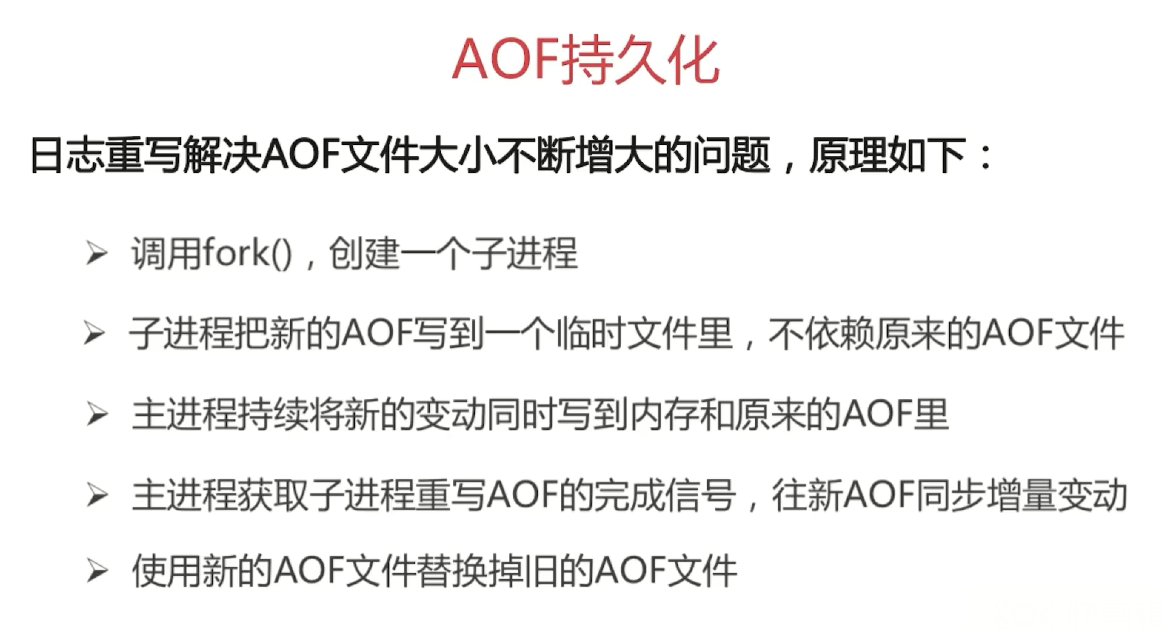 AOF持久化
日志重写解决AOF文件大小不断增大的问题，原理如下：
➢ 调用fork()，创建一个子进程
➢ 子进程把新的AOF写到一个临时文件里，不依赖原来的AOF文件
➢ 主进程持续将新的变动同时写到内存和原来的AOF里
➢ 主进程获取子进程重写AOF的完成信号，往新AOF同步增量变动
➢ 使用新的AOF文件替换掉旧的AOF文件